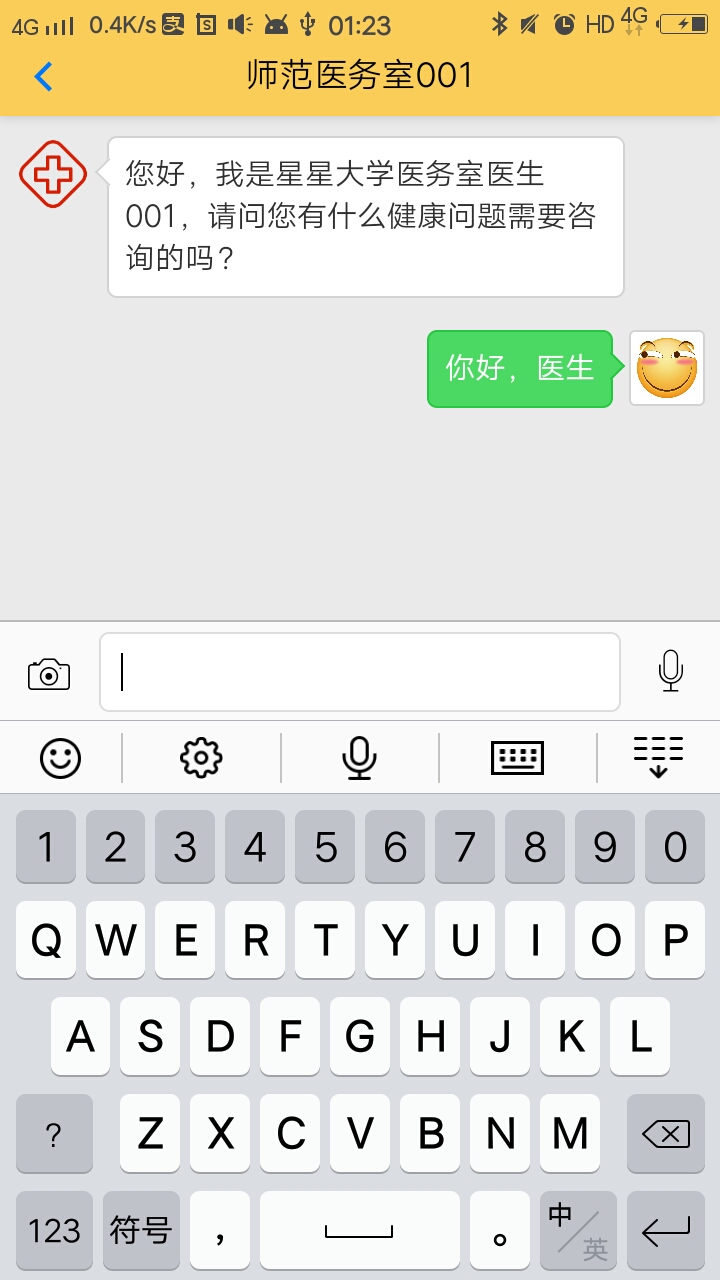 4G 0.4K/s 支 S 01:23 HD 4G
师范医务室001
您好，我是星星大学医务室医生
001，请问您有什么健康问题需要咨
询的吗？
你好，医生
1 2 3 4 5 6 7 8 9 0
Q W E R T Y U I O P
A S D F G H J K L
? Z X C V B N M
123 符号 ， 。 中/英